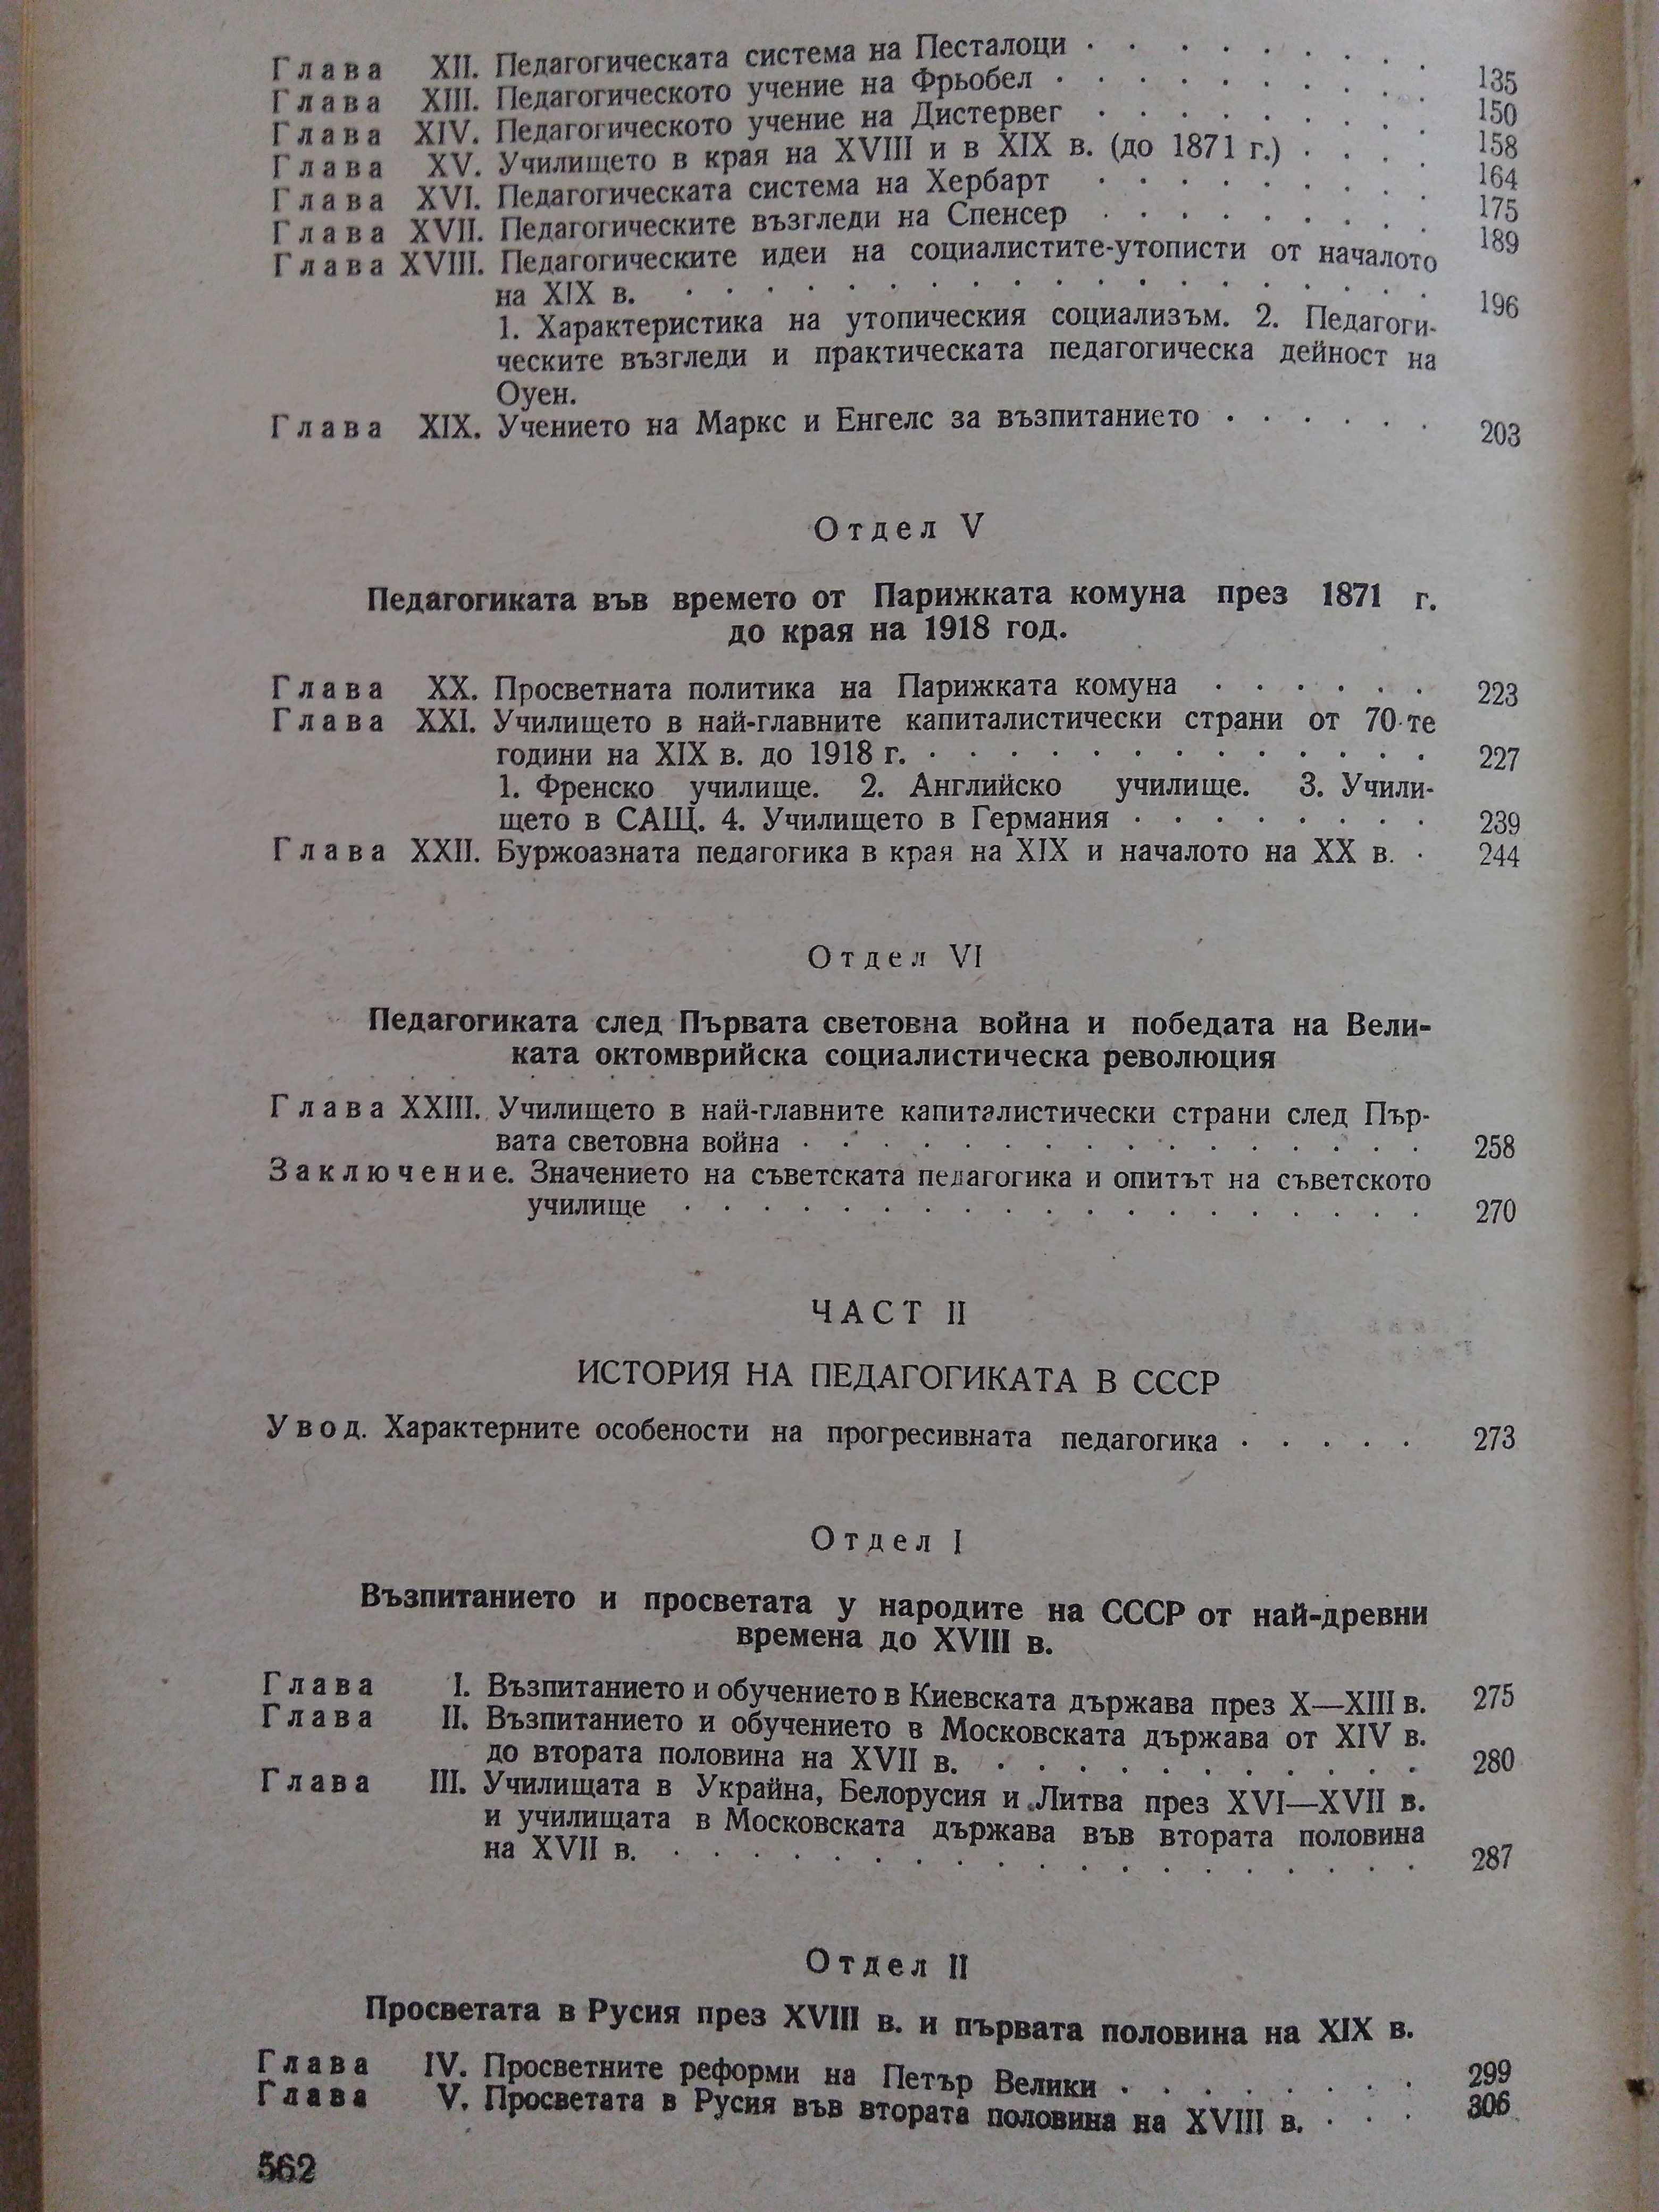 Глава XII. Педагогическата система на Песталоци . . . . . . . . . 135
Глава XIII. Педагогическото учение на Фрьобел . . . . . . . . . . 150
Глава XIV. Педагогическото учение на Дистервег . . . . . . . . . 158
Глава XV. Училището в края на XVIII и в XIX в. (до 1871 г.) . . . . 164
Глава XVI. Педагогическата система на Хербарт . . . . . . . . . 175
Глава XVII. Педагогическите възгледи на Спенсер . . . . . . . . . 189
Глава XVIII. Педагогическите идеи на социалистите-утописти от началото
на XIX в. . . . . . . . . . . . . . . . . . . . . 196
1. Характеристика на утопическия социализъм. 2. Педагоги-
ческите възгледи и практическата педагогическа дейност на
Оуен.
Глава XIX. Учението на Маркс и Енгелс за възпитанието . . . . . . 203
Отдел V
Педагогиката във времето от Парижката комуна през 1871 г.
до края на 1918 год.
Глава XX. Просветната политика на Парижката комуна . . . . . . 223
Глава XXI. Училището в най-главните капиталистически страни от 70-те
години на XIX в. до 1918 г. . . . . . . . . . . . . . 227
1. Френско училище. 2. Английско училище. 3. Учили-
щето в САЩ. 4. Училището в Германия . . . . . . . . 239
Глава XXII. Буржоазната педагогика в края на XIX и началото на XX в. . 244
Отдел VI
Педагогиката след Първата световна война и победата на Вели-
ката октомврийска социалистическа революция
Глава XXIII. Училището в най-главните капиталистически страни след Пър-
вата световна война . . . . . . . . . . . . . . . . 258
Заключение. Значението на съветската педагогика и опитът на съветското
училище . . . . . . . . . . . . . . . . . . . 270
ЧАСТ II
ИСТОРИЯ НА ПЕДАГОГИКАТА В СССР
Увод. Характерните особености на прогресивната педагогика . . . . . 273
Отдел I
Възпитанието и просветата у народите на СССР от най-древни
времена до XVIII в.
Глава I. Възпитанието и обучението в Киевската държава през X—XIII в. 275
Глава II. Възпитанието и обучението в Московската държава от XIV в.
до втората половина на XVII в. . . . . . . . . . . . 280
Глава III. Училищата в Украйна, Белорусия и Литва през XVI—XVII в.
и училищата в Московската държава във втората половина
на XVII в. . . . . . . . . . . . . . . . . . . . . 287
Отдел II
Просветата в Русия през XVIII в. и първата половина на XIX в.
Глава IV. Просветните реформи на Петър Велики . . . . . . . . 299
Глава V. Просветата в Русия във втората половина на XVIII в. . . . 306
562